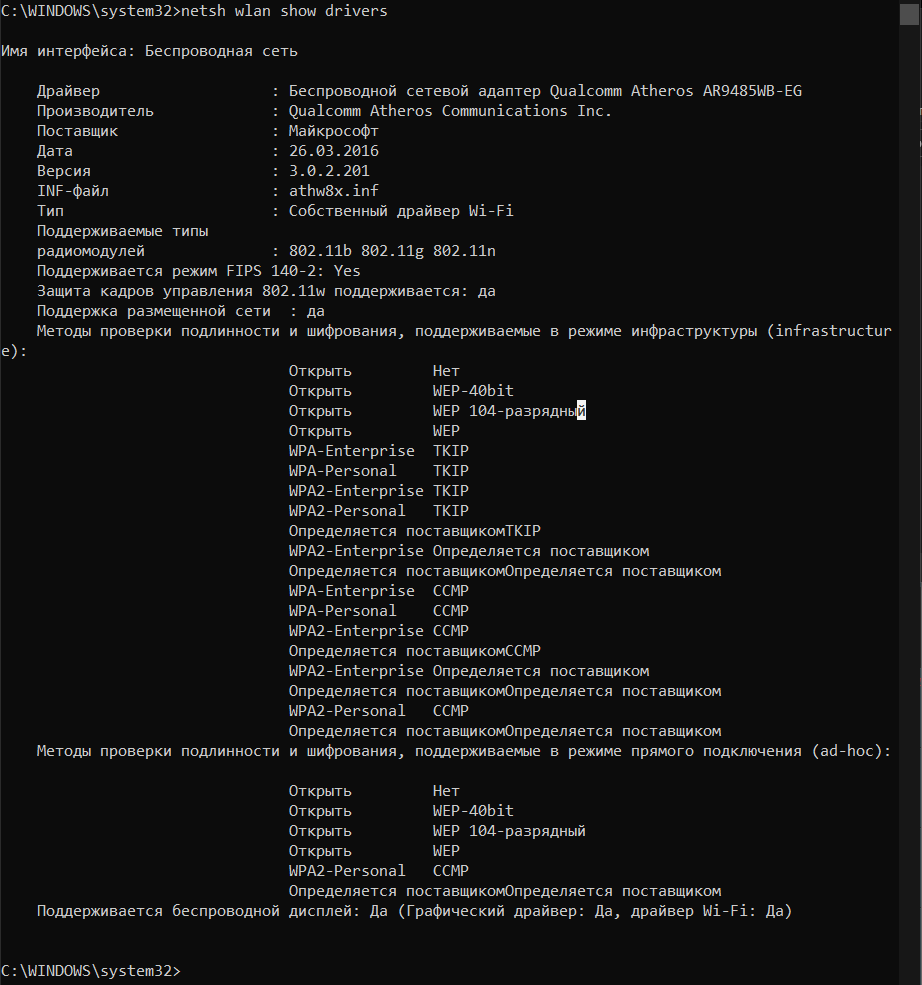 C:\WINDOWS\system32>netsh wlan show drivers
Имя интерфейса: Беспроводная сеть
Драйвер : Беспроводной сетевой адаптер Qualcomm Atheros AR9485WB-EG
Производитель : Qualcomm Atheros Communications Inc.
Поставщик : Майкрософт
Дата : 26.03.2016
Версия : 3.0.2.201
INF-файл : athw8x.inf
Тип : Собственный драйвер Wi-Fi
Поддерживаемые типы
радиомодулей : 802.11b 802.11g 802.11n
Поддерживается режим FIPS 140-2: Yes
Защита кадров управления 802.11w поддерживается: да
Поддержка размещенной сети : да
Методы проверки подлинности и шифрования, поддерживаемые в режиме инфраструктуры (infrastructur
e):
Открыть Нет
Открыть WEP-40bit
Открыть WEP 104-разрядный
Открыть WEP
WPA-Enterprise TKIP
WPA-Personal TKIP
WPA2-Enterprise TKIP
WPA2-Personal TKIP
Определяется поставщикомTKIP
WPA2-Enterprise Определяется поставщиком
Определяется поставщикомОпределяется поставщиком
WPA-Enterprise CCMP
WPA-Personal CCMP
WPA2-Enterprise CCMP
Определяется поставщикомCCMP
WPA2-Enterprise Определяется поставщиком
Определяется поставщикомОпределяется поставщиком
WPA2-Personal CCMP
Определяется поставщикомОпределяется поставщиком
Методы проверки подлинности и шифрования, поддерживаемые в режиме прямого подключения (ad-hoc):
Открыть Нет
Открыть WEP-40bit
Открыть WEP 104-разрядный
Открыть WEP
WPA2-Personal CCMP
Определяется поставщикомОпределяется поставщиком
Поддерживается беспроводной дисплей: Да (Графический драйвер: Да, драйвер Wi-Fi: Да)
C:\WINDOWS\system32>